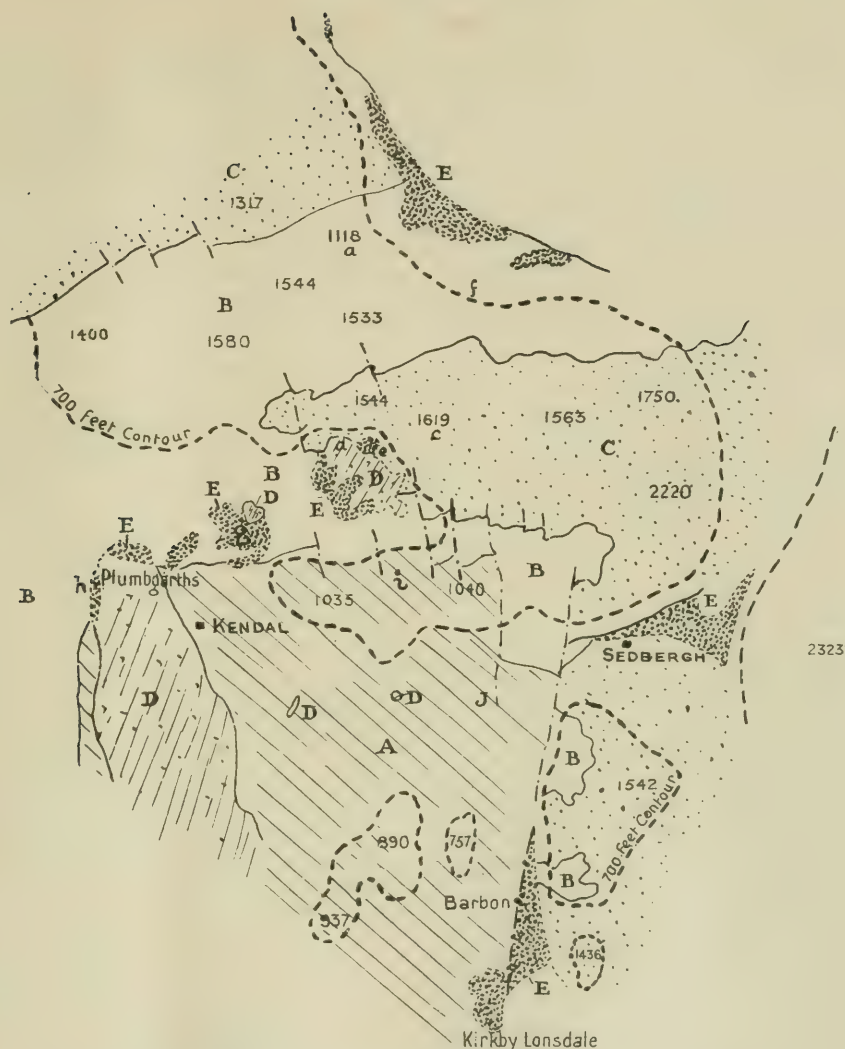 C
1317
E
1118
a
1544
B
1533
1400
1580
700 Feet Contour
1544
1619
c
1563
1750
C
2220
B
D
E
D
E
E
B
h
Plumbgarths
KENDAL
1035
i
1040
B
E
SEDBERGH
2323
D
D
D
J
A
B
1542
700 feet Contour
890
757
B
Barbon
937
1436
E
Kirkby Lonsdale